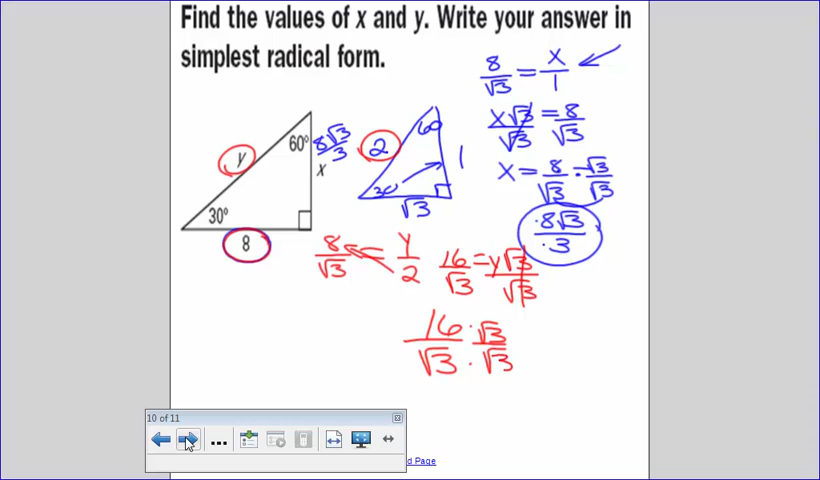 Find the values of x and y. Write your answer in
simplest radical form.
8/√3 = x/1
x√3/√3 = 8/√3
x = 8/√3 · √3/√3
·8√3/·3
y
60°
8√3/3
x
30°
8
2
60
30
1
√3
8/√3 = y/2
16/√3 = y√3/√3
16/√3 · √3/√3
10 of 11
d Page